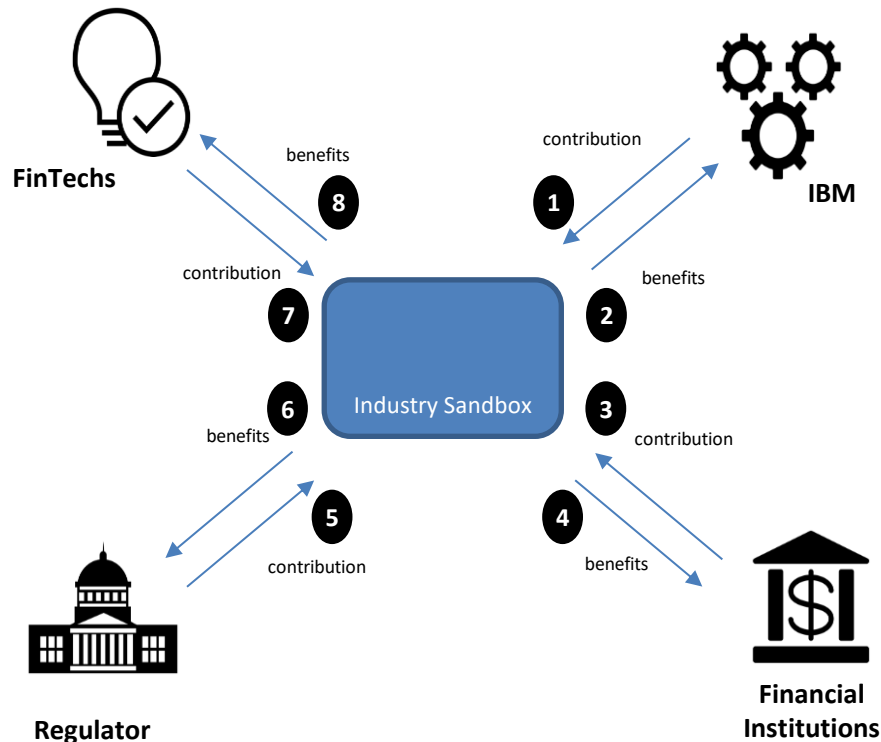 contribution
benefits
FinTechs
8
1
IBM
contribution
benefits
7
2
Industry Sandbox
6
3
benefits
contribution
5
4
contribution
benefits
Regulator
Financial
Institutions
$